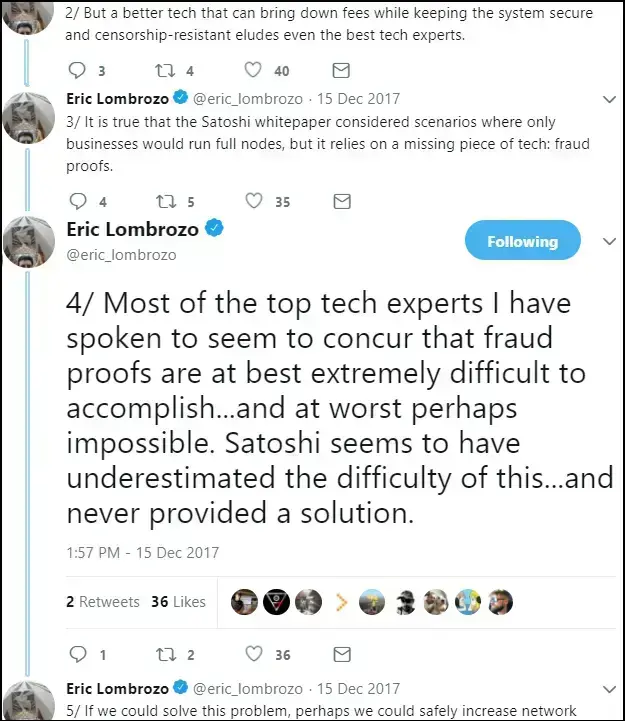 2/ But a better tech that can bring down fees while keeping the system secure
and censorship-resistant eludes even the best tech experts.
3 4 40
Eric Lombrozo @eric_lombrozo · 15 Dec 2017
3/ It is true that the Satoshi whitepaper considered scenarios where only
businesses would run full nodes, but it relies on a missing piece of tech: fraud
proofs.
4 5 35
Eric Lombrozo
@eric_lombrozo
Following
4/ Most of the top tech experts I have
spoken to seem to concur that fraud
proofs are at best extremely difficult to
accomplish...and at worst perhaps
impossible. Satoshi seems to have
underestimated the difficulty of this...and
never provided a solution.
1:57 PM - 15 Dec 2017
2 Retweets 36 Likes
1 2 36
Eric Lombrozo @eric_lombrozo · 15 Dec 2017
5/ If we could solve this problem, perhaps we could safely increase network